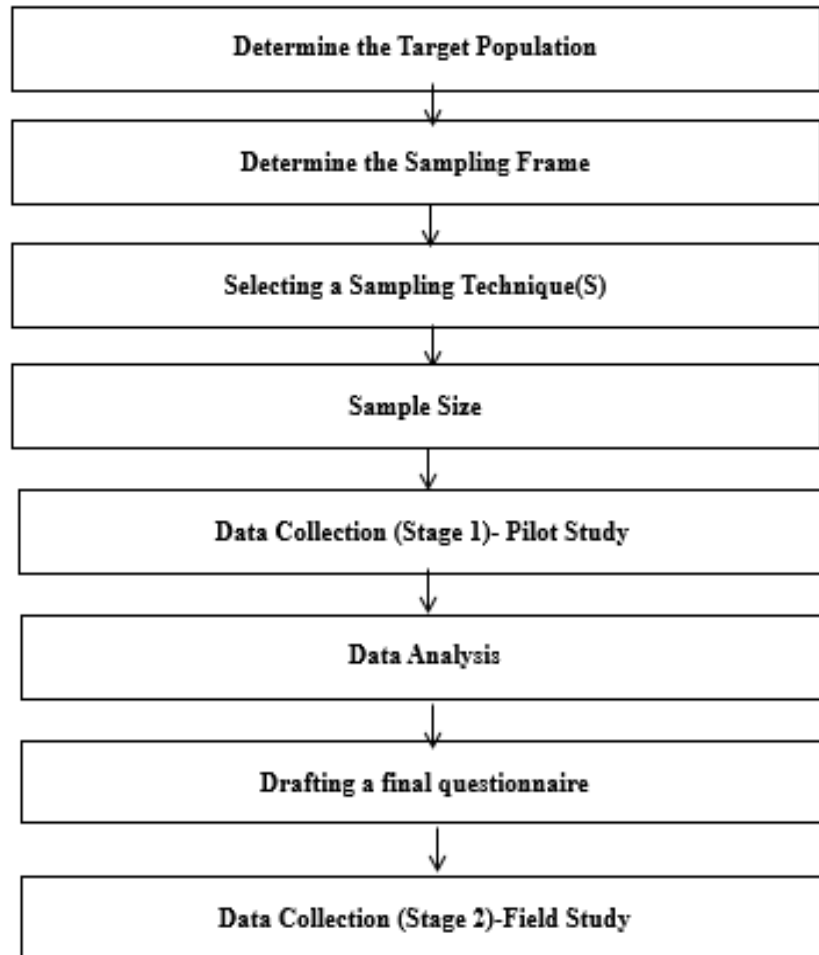 Determine the Target Population
Determine the Sampling Frame
Selecting a Sampling Technique(S)
Sample Size
Data Collection (Stage 1)- Pilot Study
Data Analysis
Drafting a final questionnaire
Data Collection (Stage 2)-Field Study